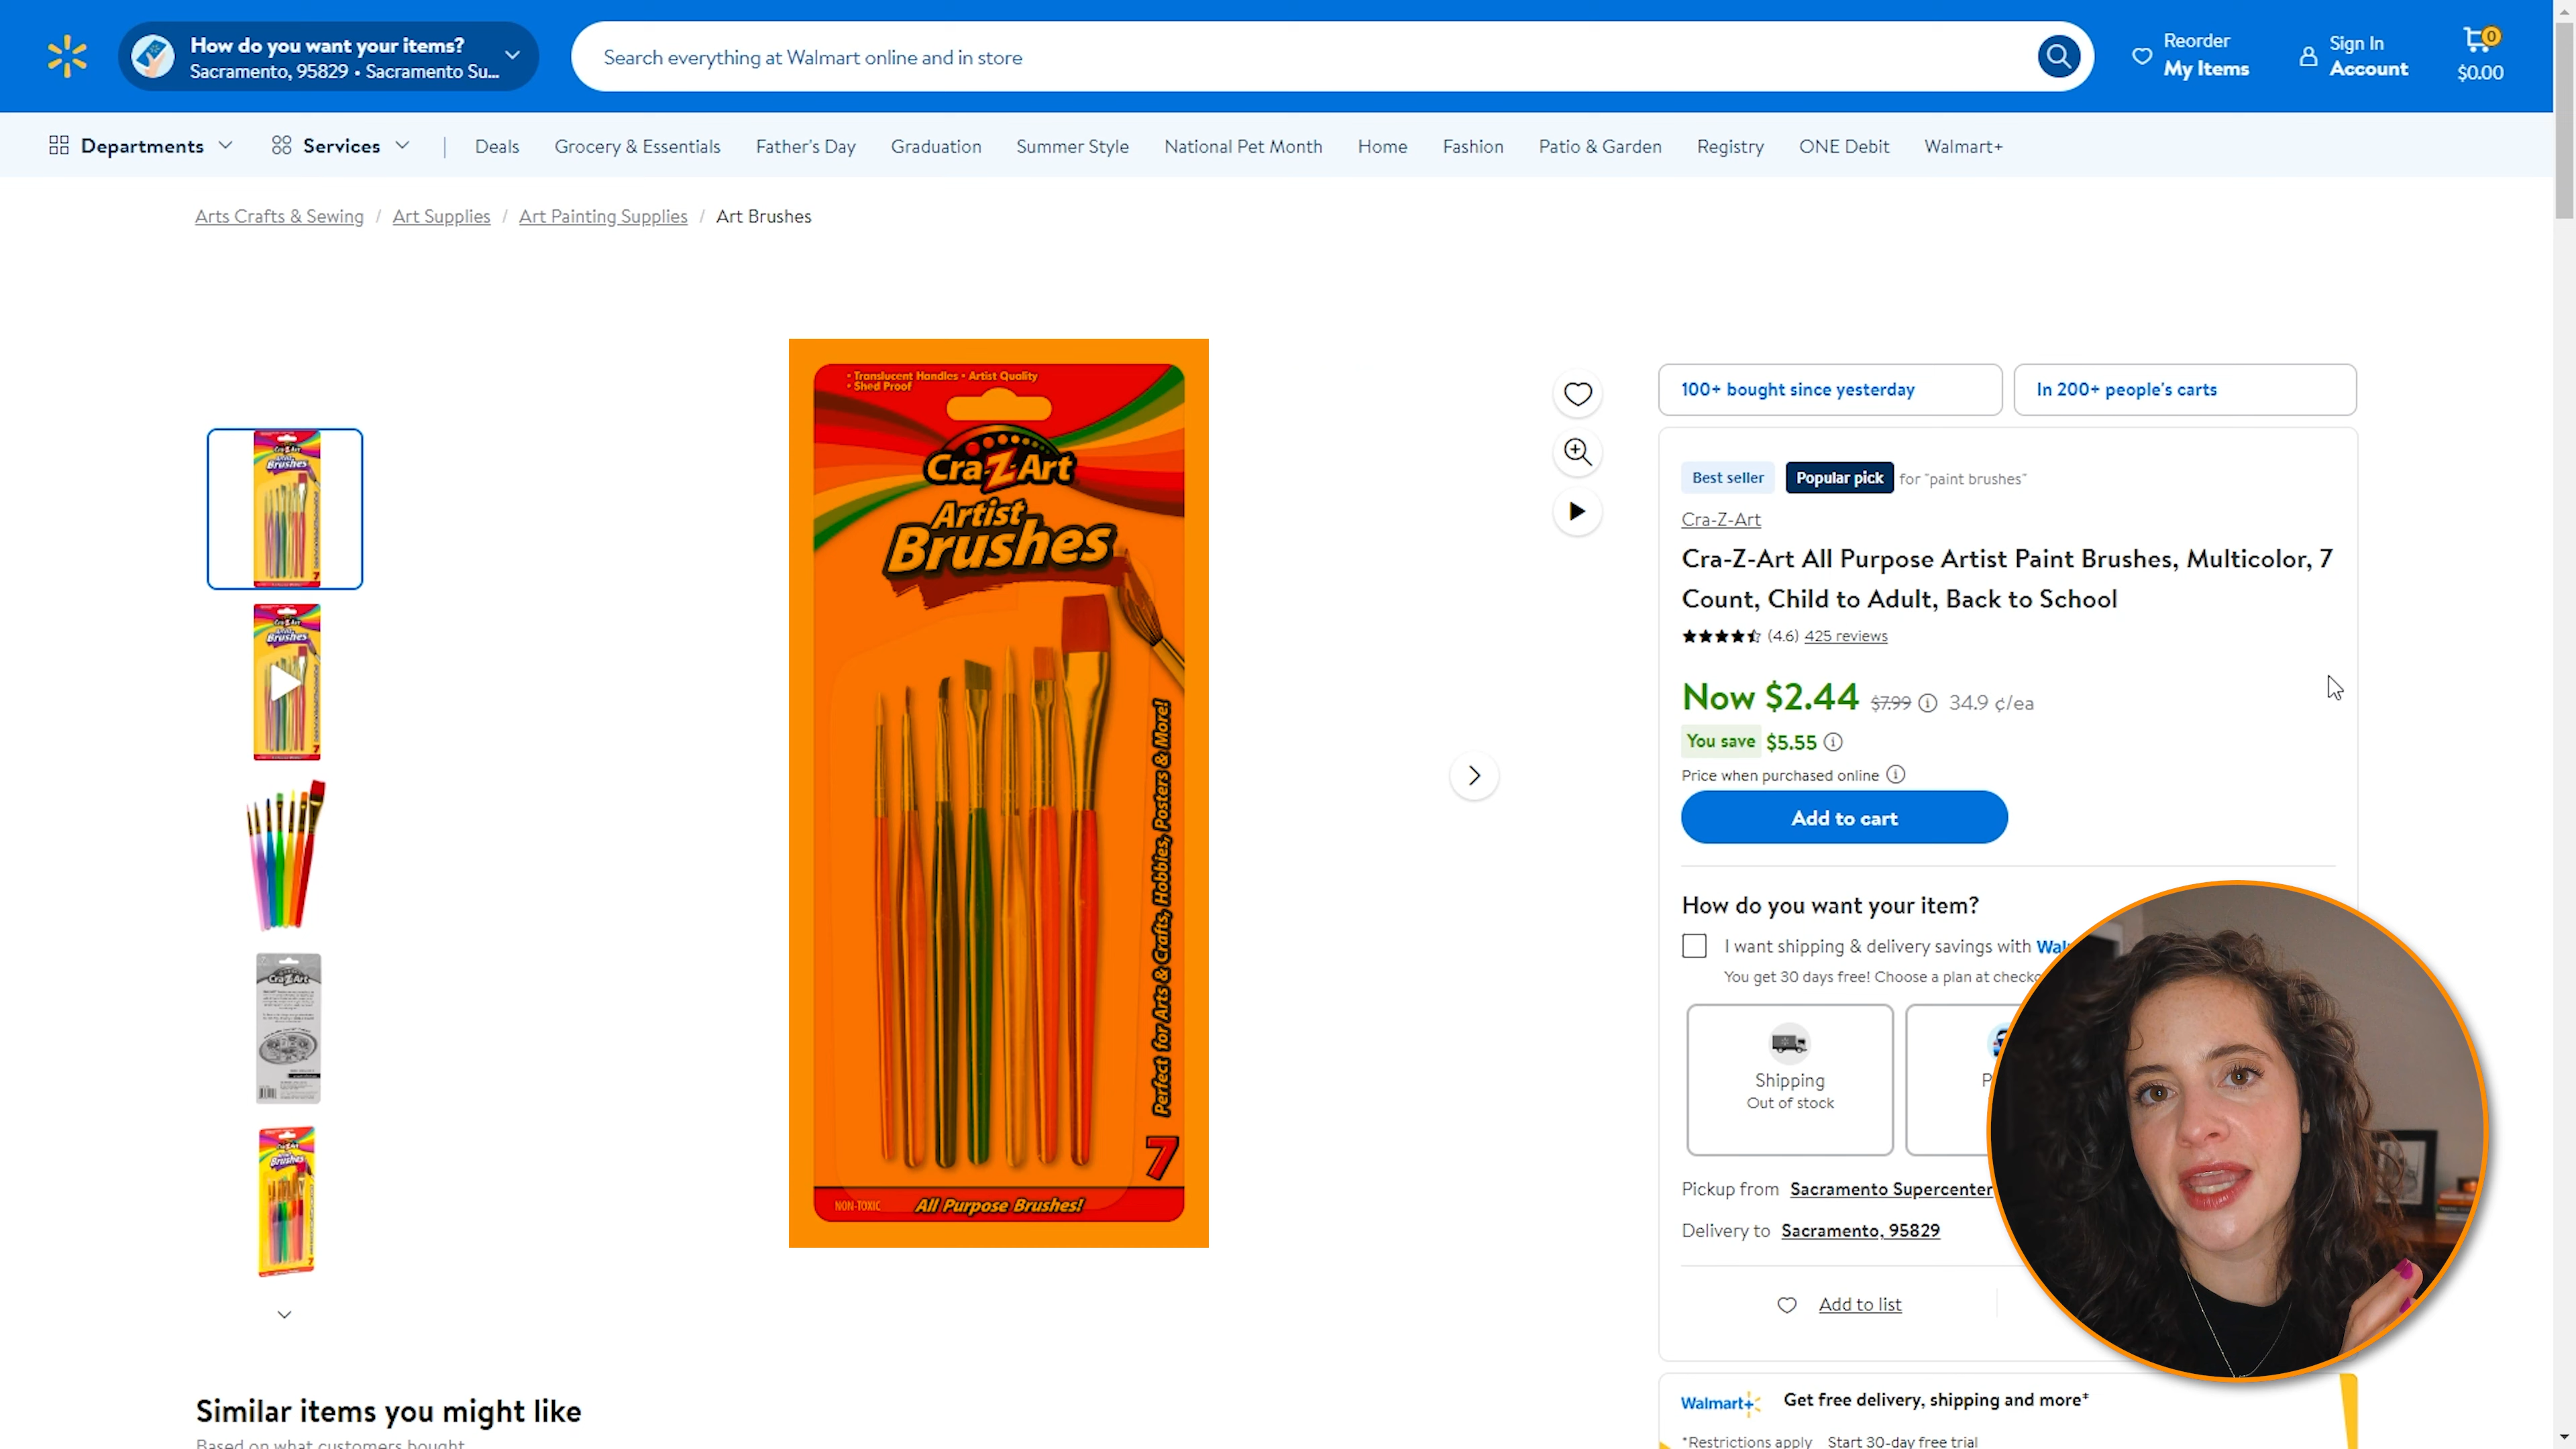 How do you want your items?
Sacramento, 95829 • Sacramento Su...
Search everything at Walmart online and in store
Reorder
My Items
Sign In
Account
0
$0.00
Departments
Services
Deals
Grocery & Essentials
Father's Day
Graduation
Summer Style
National Pet Month
Home
Fashion
Patio & Garden
Registry
ONE Debit
Walmart+
Arts Crafts & Sewing / Art Supplies / Art Painting Supplies / Art Brushes
• Translucent Handles • Artist Quality
• Shed Proof
Cra-Z-Art
Artist
Brushes
Perfect for Arts & Crafts, Hobbies, Posters & More!
7
NON-TOXIC
All Purpose Brushes!
100+ bought since yesterday
In 200+ people's carts
Best seller
Popular pick
for "paint brushes"
Cra-Z-Art
Cra-Z-Art All Purpose Artist Paint Brushes, Multicolor, 7
Count, Child to Adult, Back to School
(4.6) 425 reviews
Now $2.44 $7.99 34.9 ¢/ea
You save $5.55
Price when purchased online
Add to cart
How do you want your item?
I want shipping & delivery savings with
You get 30 days free! Choose a plan at
Shipping
Out of stock
Pickup from Sacramento Supercenter
Delivery to Sacramento, 95829
Add to list
Similar items you might like
Based on what customers bought
Walmart+
Get free delivery, shipping and more*
*Restrictions apply Start 30-day free trial